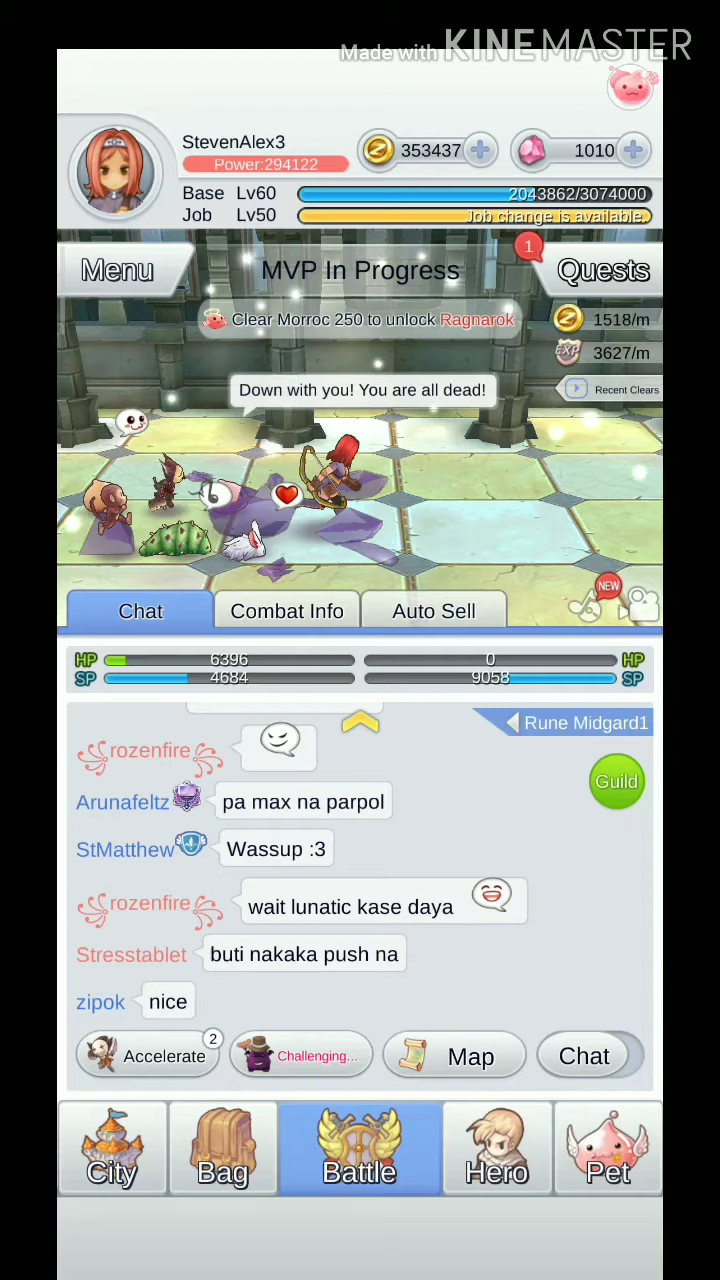 Made with KINEMASTER
StevenAlex3
353437
1010
Power:294122
Base Lv60
2043862/3074000
Job Lv50
Job change is available.
Menu
MVP In Progress
1
Quests
Clear Morroc 250 to unlock Ragnarok
1518/m
EXP 3627/m
Down with you! You are all dead!
Recent Clears
NEW
Chat
Combat Info
Auto Sell
HP 6396 0 HP
SP 4684 9058 SP
Rune Midgard1
rozenfire
Guild
Arunafeltz pa max na parpol
StMatthew Wassup :3
rozenfire wait lunatic kase daya
Stresstablet buti nakaka push na
zipok nice
Accelerate 2
Challenging...
Map
Chat
City
Bag
Battle
Hero
Pet